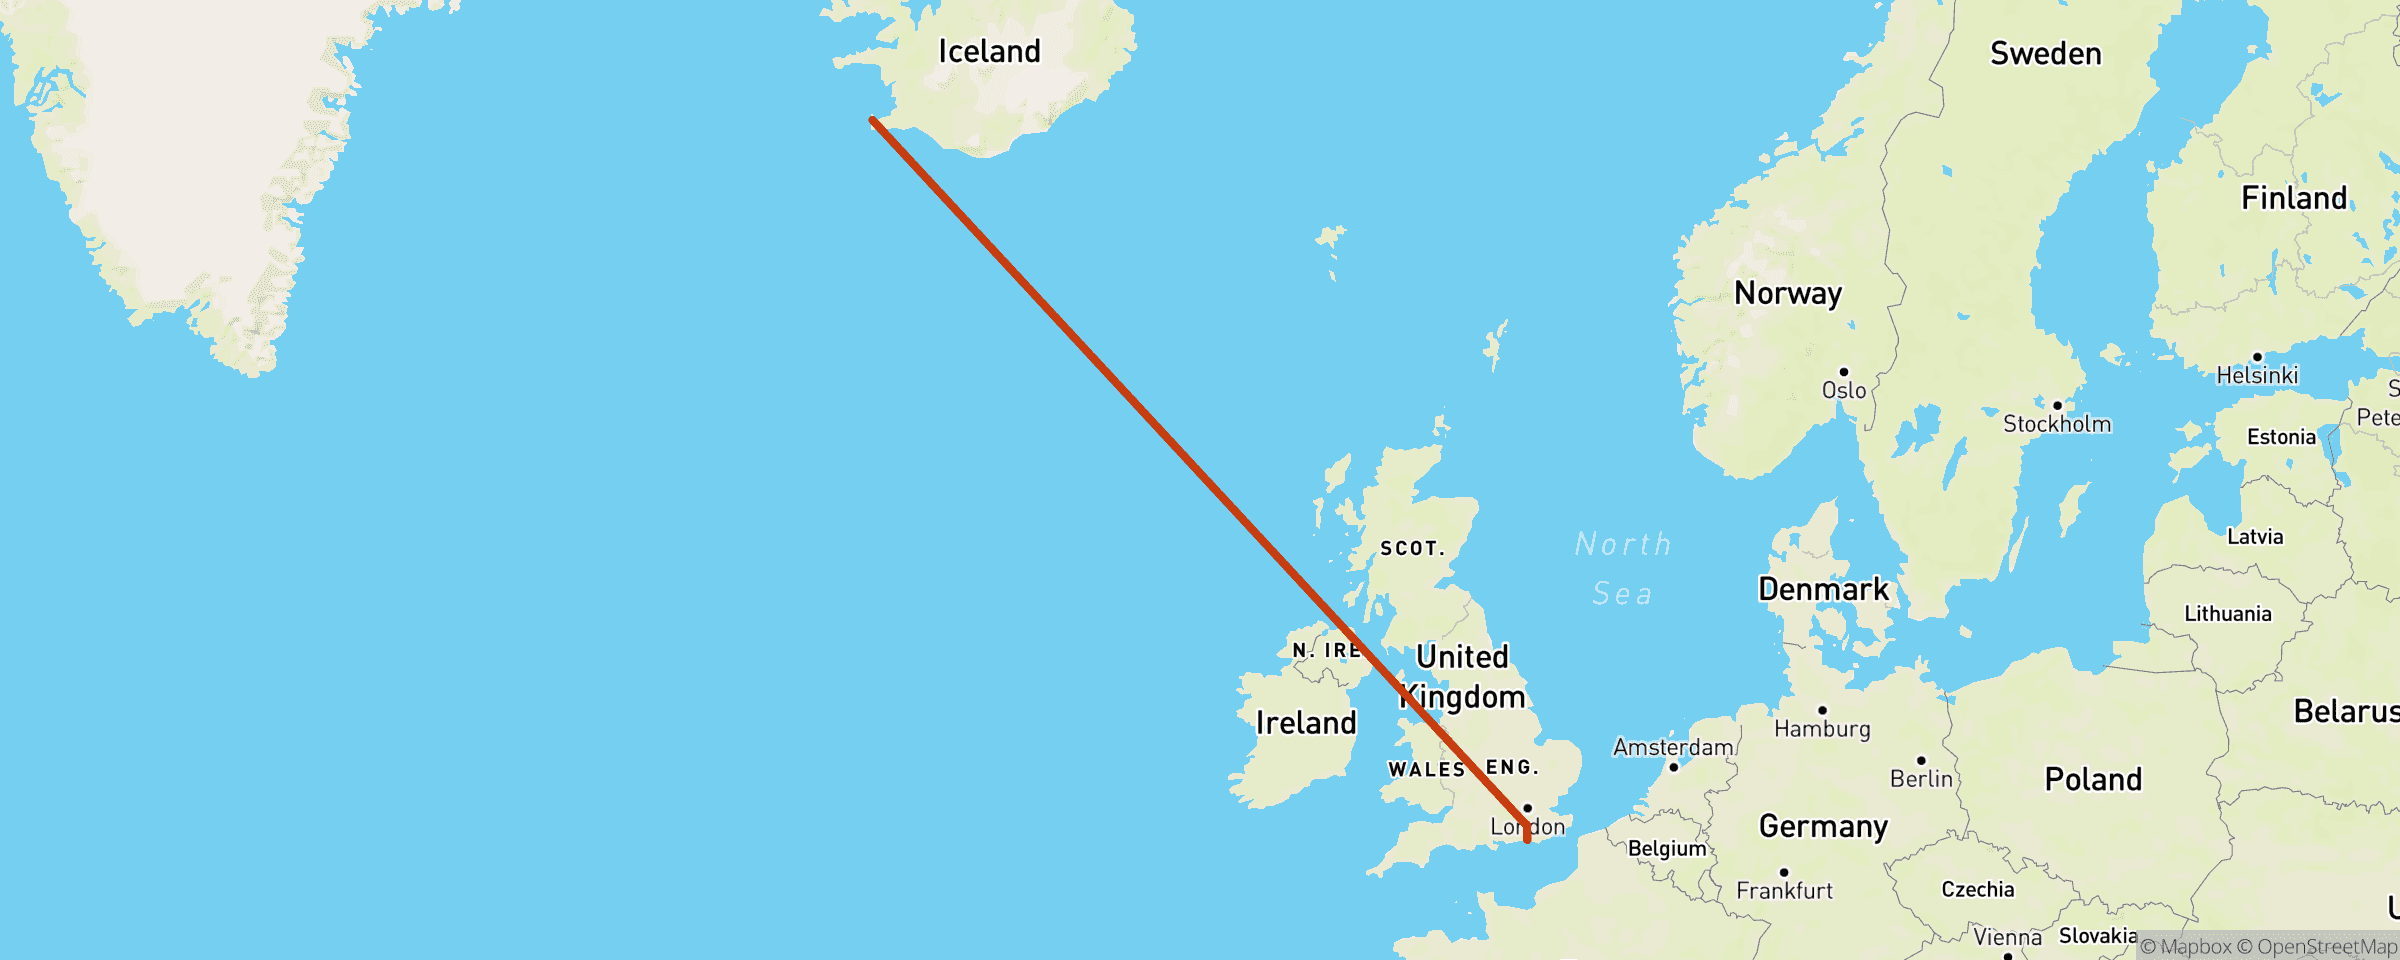 Iceland
Sweden
Finland
Norway
Helsinki
Oslo
Stockholm
S
Pete
Estonia
North
Sea
SCOT.
Latvia
Denmark
Lithuania
N. IRE
United
Kingdom
Ireland
Belarus
Hamburg
Amsterdam
WALES
ENG.
Berlin
Poland
London
Germany
Belgium
Frankfurt
Czechia
U
Vienna
Slovakia
© Mapbox © OpenStreetMap